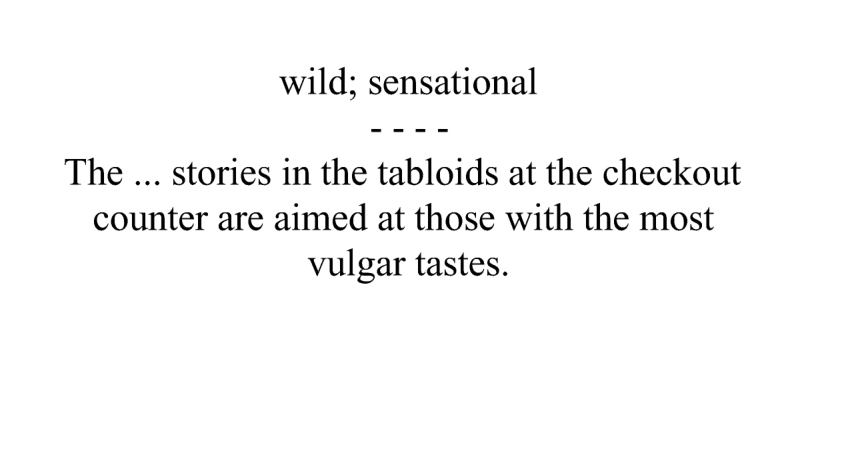 wild; sensational
- - - -
The ... stories in the tabloids at the checkout
counter are aimed at those with the most
vulgar tastes.